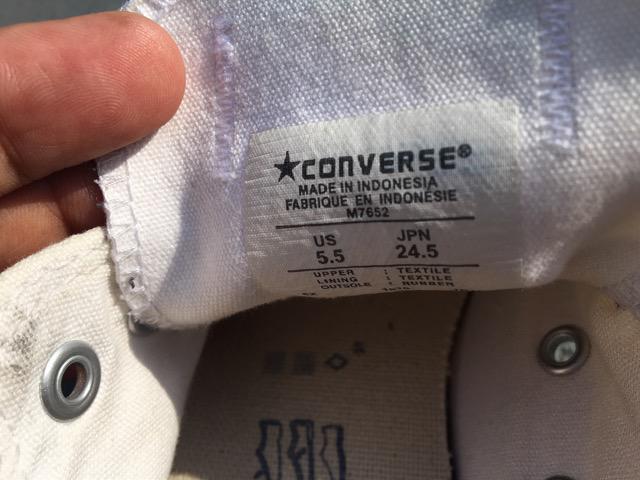 ★CONVERSE®
MADE IN INDONESIA
FABRIQUE EN INDONÉSIE
M7652
US JPN
5.5 24.5
UPPER : TEXTILE
LINING : TEXTILE
OUTSOLE : RUBBER